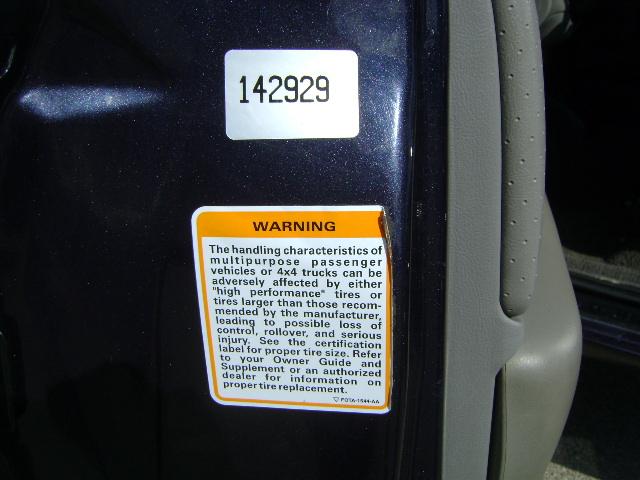 142929
WARNING
The handling characteristics of
multipurpose passenger
vehicles or 4x4 trucks can be
adversely affected by either
"high performance" tires or
tires larger than those recom-
mended by the manufacturer,
leading to possible loss of
control, rollover, and serious
injury. See the certification
label for proper tire size. Refer
to your Owner Guide and
Supplement or an authorized
dealer for information on
proper tire replacement.